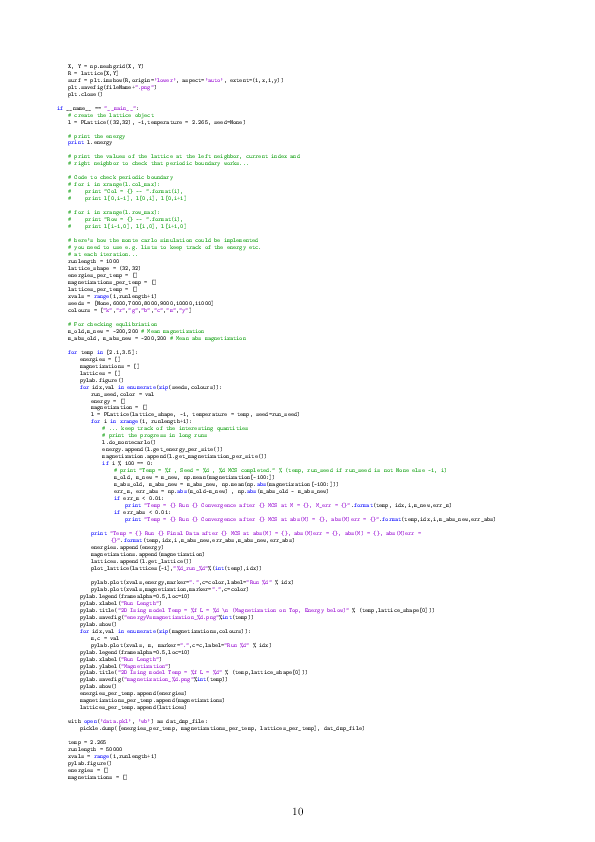 X, Y = np.meshgrid(X, Y)
R = lattice[X,Y]
surf = plt.imshow(R,origin='lower', aspect='auto', extent=(1,x,1,y))
plt.savefig(fileName+".png")
plt.close()
if __name__ == "__main__":
# create the lattice object
l = PLattice((32,32), -1,temperature = 2.265, seed=None)
# print the energy
print l.energy
# print the values of the lattice at the left neighbor, current index and
# right neighbor to check that periodic boundary works...
# Code to check periodic boundary
# for i in xrange(l.col_max):
#    print "Col = {} -- ".format(i),
#    print l[0,i-1], l[0,i], l[0,i+1]
# for i in xrange(l.row_max):
#    print "Row = {} -- ".format(i),
#    print l[i-1,0], l[i,0], l[i+1,0]
# here's how the monte carlo simulation could be implemented
# you need to use e.g. lists to keep track of the energy etc.
# at each iteration...
runlength = 1000
lattice_shape = (32,32)
energies_per_temp = []
magnetizations_per_temp = []
lattices_per_temp = []
xvals = range(1,runlength+1)
seeds = [None,6000,7000,8000,9000,10000,11000]
colours = ["k","r","g","b","c","m","y"]
# For checking equlibriation
m_old,m_new = -200,200 # Mean magnetization
m_abs_old, m_abs_new = -200,200 # Mean abs magnetization
for temp in [2.1,3.5]:
energies = []
magnetizations = []
lattices = []
pylab.figure()
for idx,val in enumerate(zip(seeds,colours)):
run_seed,color = val
energy = []
magnetization = []
l = PLattice(lattice_shape, -1, temperature = temp, seed=run_seed)
for i in xrange(1, runlength+1):
# ... keep track of the interesting quantities
# print the progress in long runs
l.do_montecarlo()
energy.append(l.get_energy_per_site())
magnetization.append(l.get_magnetization_per_site())
if i % 100 == 0:
# print "Temp = %f , Seed = %d , %d MCS completed." % (temp, run_seed if run_seed is not None else -1, i)
m_old, m_new = m_new, np.mean(magnetization[-100:])
m_abs_old, m_abs_new = m_abs_new, np.mean(np.abs(magnetization[-100:]))
err_m, err_abs = np.abs(m_old-m_new) , np.abs (m_abs_old - m_abs_new)
if err_m < 0.01:
print "Temp = {} Run {} Convergence after {} MCS at M = {}, M_err = {}".format(temp, idx,i,m_new,err_m)
if err_abs < 0.01:
print "Temp = {} Run {} Convergence after {} MCS at abs(M) = {}, abs(M)err = {}".format(temp,idx,i,m_abs_new,err_abs)
print "Temp = {} Run {} Final Data after {} MCS at abs(M) = {}, abs(M)err = {}, abs(M) = {}, abs(M)err =
{}".format(temp,idx,i,m_abs_new,err_abs,m_abs_new,err_abs)
energies.append(energy)
magnetizations.append(magnetization)
lattices.append(l.get_lattice())
plot_lattice(lattices[-1],"%d_run_%d"%(int(temp),idx))
pylab.plot(xvals,energy,marker=".",c=color,label="Run %d" % idx)
pylab.plot(xvals,magnetization,marker=".",c=color)
pylab.legend(framealpha=0.5,loc=10)
pylab.xlabel("Run Length")
pylab.title("2D Ising model Temp = %f L = %d \n (Magnetization on Top, Energy below)" % (temp,lattice_shape[0]))
pylab.savefig("energyVsmagnetization_%d.png"%int(temp))
pylab.show()
for idx,val in enumerate(zip(magnetizations,colours)):
m,c = val
pylab.plot(xvals, m, marker=".",c=c,label="Run %d" % idx)
pylab.legend(framealpha=0.5,loc=10)
pylab.xlabel("Run Length")
pylab.ylabel("Magnetization")
pylab.title("2D Ising model Temp = %f L = %d" % (temp,lattice_shape[0]))
pylab.savefig("magnetization_%d.png"%int(temp))
pylab.show()
energies_per_temp.append(energies)
magnetizations_per_temp.append(magnetizations)
lattices_per_temp.append(lattices)
with open('data.pkl', 'wb') as dat_dmp_file:
pickle.dump([energies_per_temp, magnetizations_per_temp, lattices_per_temp], dat_dmp_file)
temp = 2.265
runlength = 50000
xvals = range(1,runlength+1)
pylab.figure()
energies = []
magnetizations = []
10